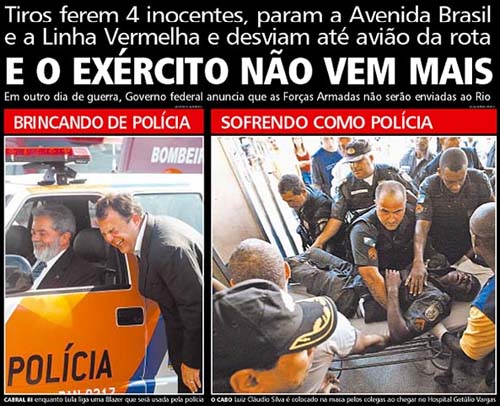 Tiros ferem 4 inocentes, param a Avenida Brasil
e a Linha Vermelha e desviam até avião da rota
E O EXÉRCITO NÃO VEM MAIS
Em outro dia de guerra, Governo federal anuncia que as Forças Armadas não serão enviadas ao Rio
BRINCANDO DE POLÍCIA
SOFRENDO COMO POLÍCIA
BOMBEIRO
POLÍCIA
CABRAL RI enquanto Lula liga uma Blazer que será usada pela polícia
O CABO Luiz Cláudio Silva é colocado na maca pelos colegas ao chegar no Hospital Getúlio Vargas